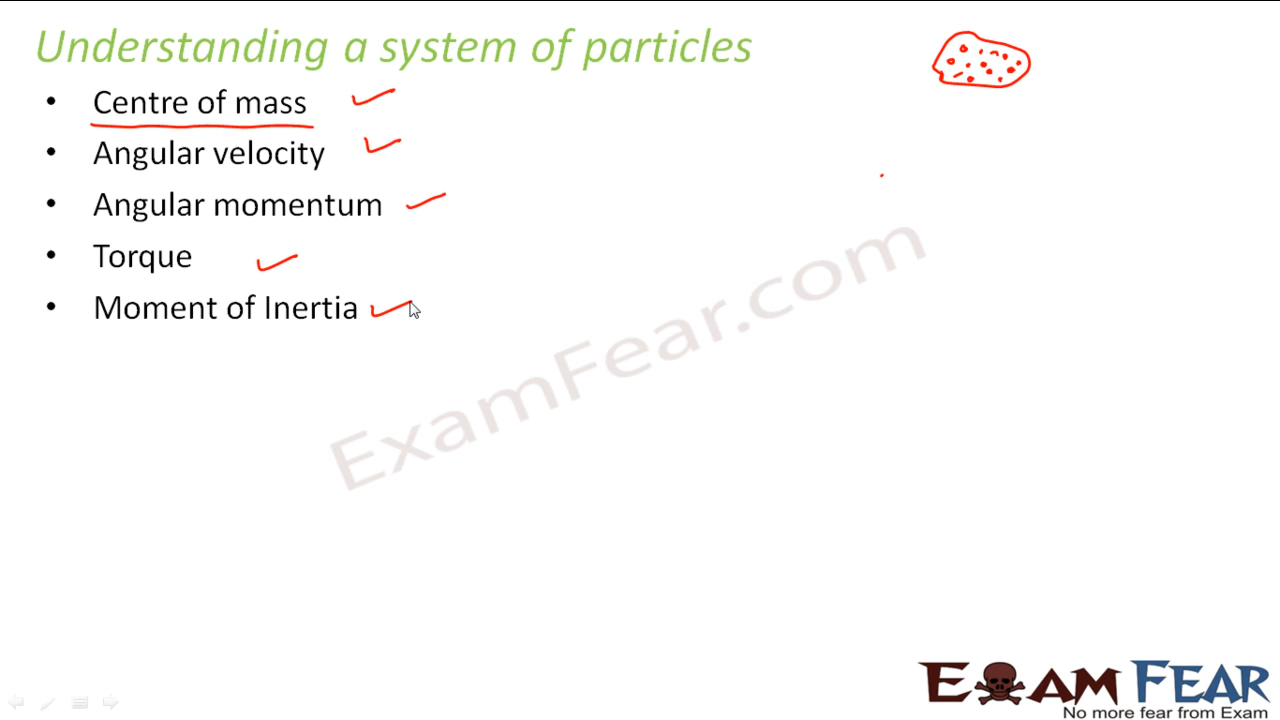 Understanding a system of particles
• Centre of mass
• Angular velocity
• Angular momentum
• Torque
• Moment of Inertia
ExamFear.com
EXAM FEAR
No more fear from Exam